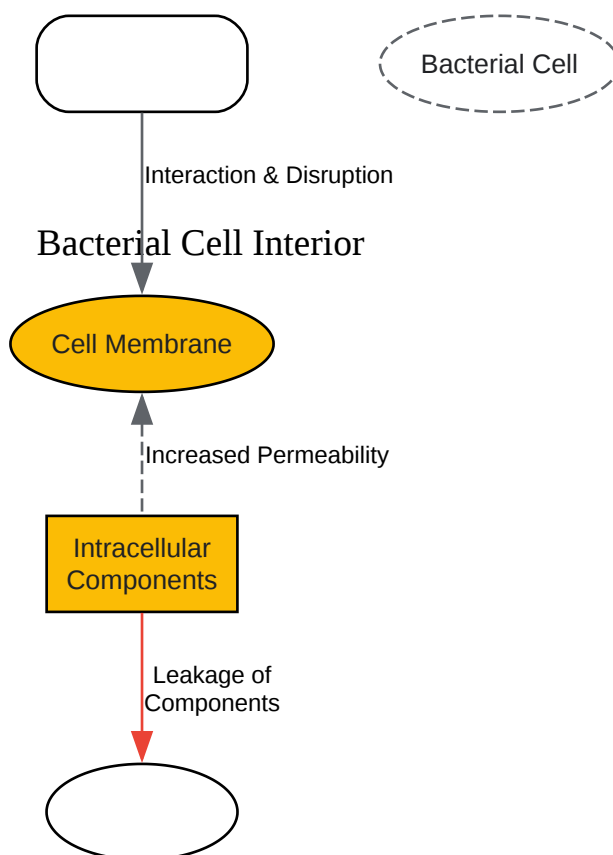 Bacterial Cell
Interaction & Disruption
Bacterial Cell Interior
Cell Membrane
Increased Permeability
Intracellular
Components
Leakage of
Components